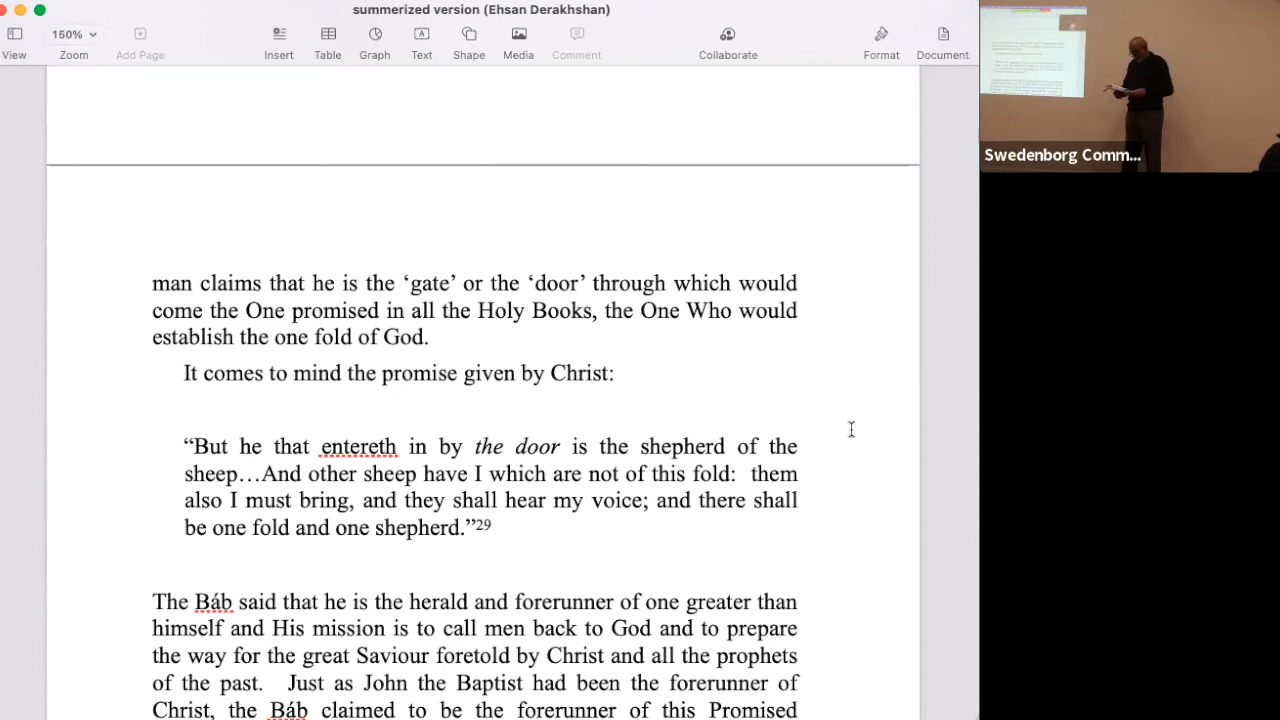 summerized version (Ehsan Derakhshan)
150%
View
Zoom
Add Page
Insert
Table
Graph
Text
Shape
Media
Comment
Collaborate
Format
Document
man claims that he is the ‘gate’ or the ‘door’ through which would
come the One promised in all the Holy Books, the One Who would
establish the one fold of God.
It comes to mind the promise given by Christ:
“But he that entereth in by the door is the shepherd of the
sheep…And other sheep have I which are not of this fold: them
also I must bring, and they shall hear my voice; and there shall
be one fold and one shepherd.”29
The Báb said that he is the herald and forerunner of one greater than
himself and His mission is to call men back to God and to prepare
the way for the great Saviour foretold by Christ and all the prophets
of the past. Just as John the Baptist had been the forerunner of
Christ, the Báb claimed to be the forerunner of this Promised
Swedenborg Comm...